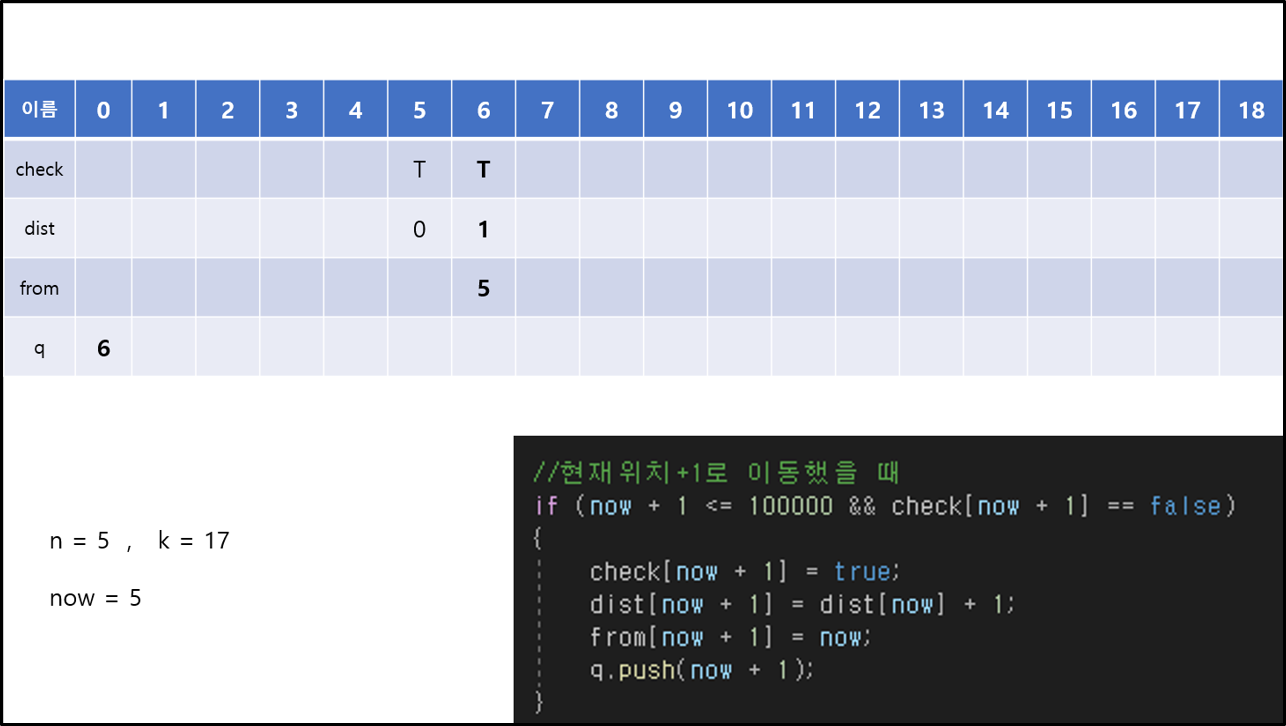 이름 0 1 2 3 4 5 6 7 8 9 10 11 12 13 14 15 16 17 18
check T T
dist 0 1
from 5
q 6
n = 5 , k = 17
now = 5
//현재위치+1로 이동했을 때
if (now + 1 <= 100000 && check[now + 1] == false)
{
check[now + 1] = true;
dist[now + 1] = dist[now] + 1;
from[now + 1] = now;
q.push(now + 1);
}